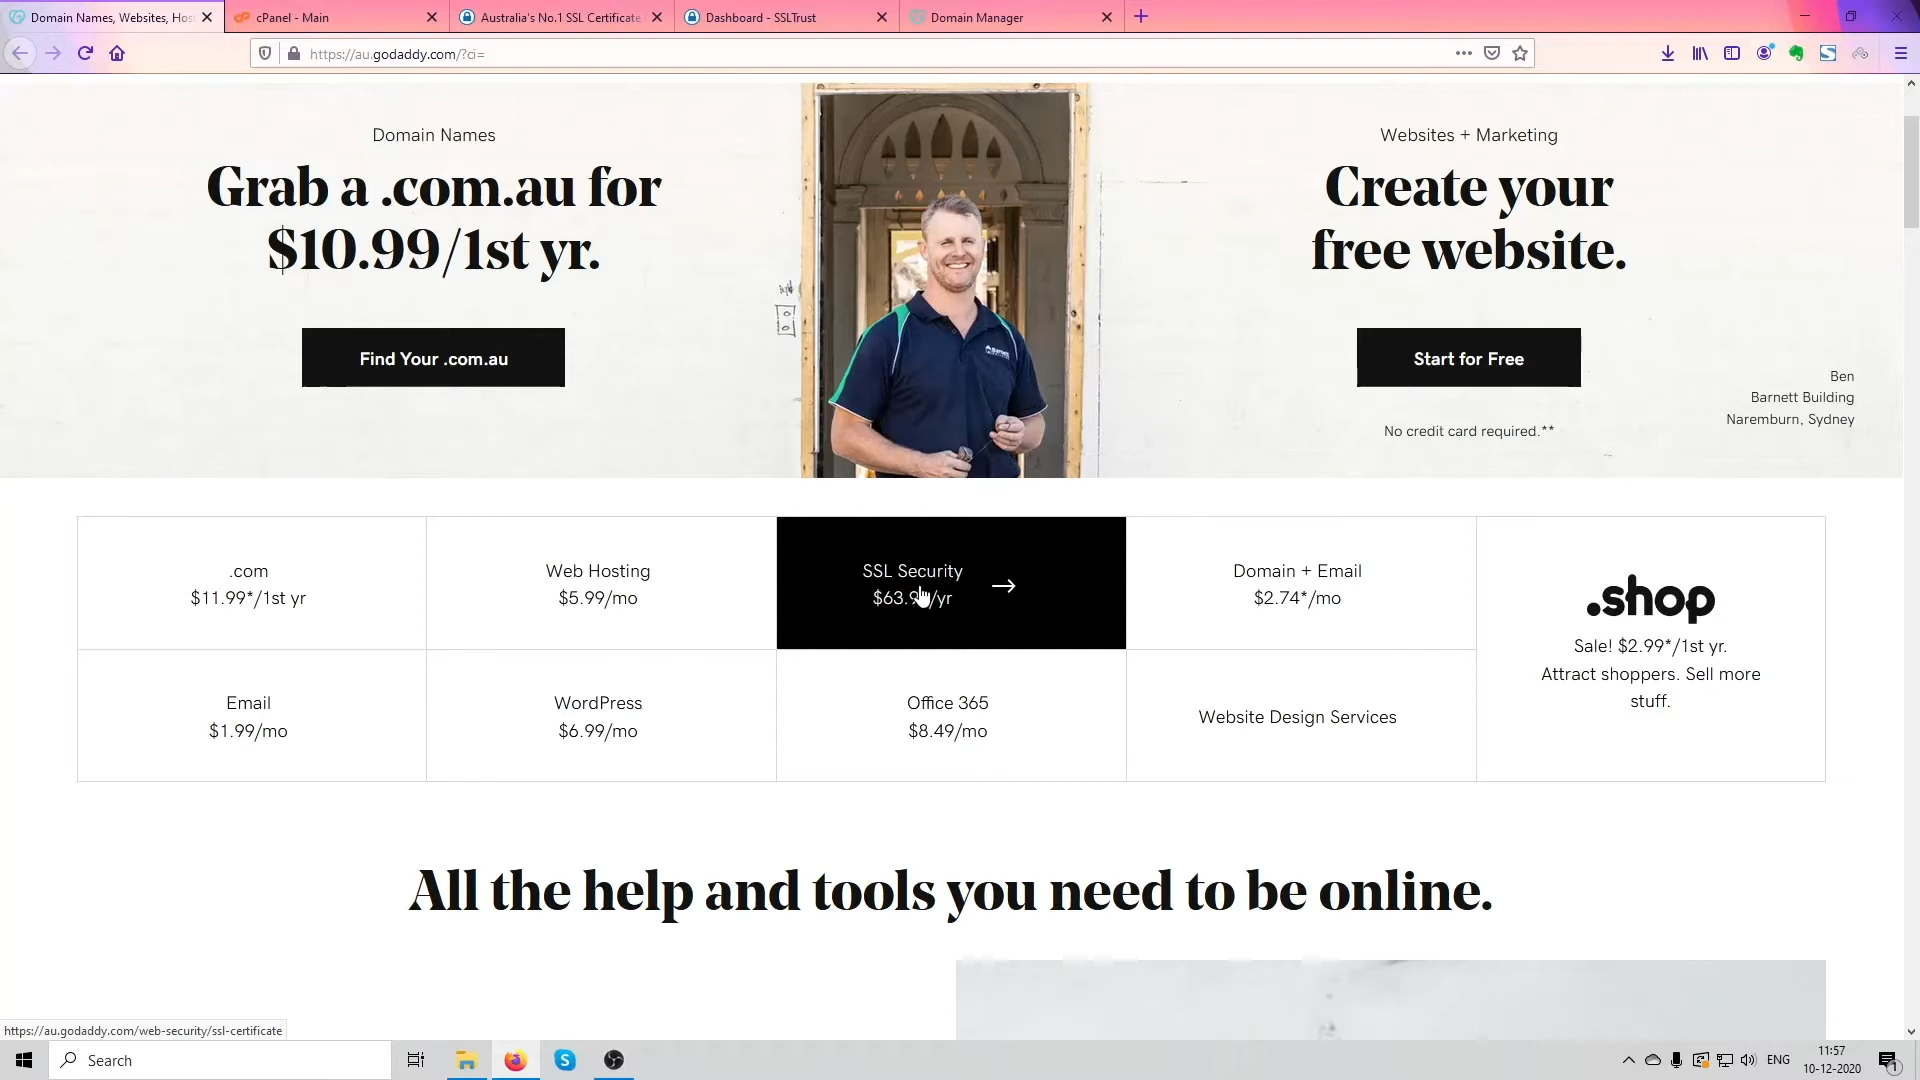 Domain Names, Websites, Hos
cPanel - Main
Australia's No.1 SSL Certificate
Dashboard - SSLTrust
Domain Manager
https://au.godaddy.com/?ci=
Domain Names
Grab a .com.au for
$10.99/1st yr.
Find Your .com.au
Websites + Marketing
Create your
free website.
Start for Free
No credit card required.**
Ben
Barnett Building
Naremburn, Sydney
.com
$11.99*/1st yr
Web Hosting
$5.99/mo
SSL Security
/yr
Domain + Email
$2.74*/mo
.shop
Sale! $2.99*/1st yr.
Attract shoppers. Sell more
stuff.
Email
$1.99/mo
WordPress
$6.99/mo
Office 365
$8.49/mo
Website Design Services
All the help and tools you need to be online.
https://au.godaddy.com/web-security/ssl-certificate
Search
ENG
11:57
10-12-2020
1